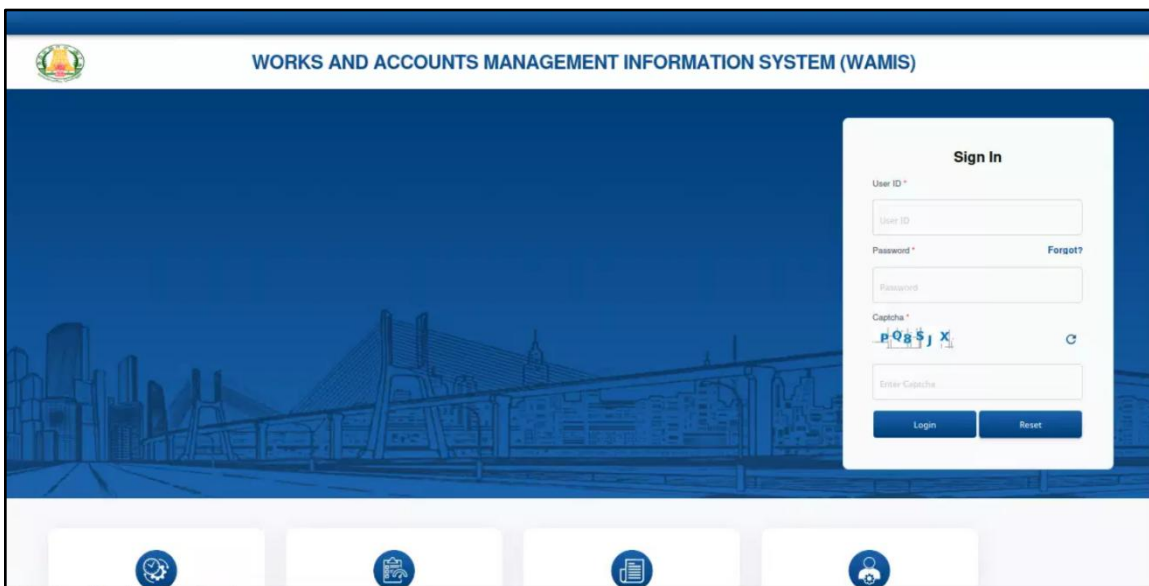 WORKS AND ACCOUNTS MANAGEMENT INFORMATION SYSTEM (WAMIS)
Sign In
User ID *
User ID
Password * Forgot?
Password
Captcha *
PQ8SjX
Enter Captcha
Login Reset